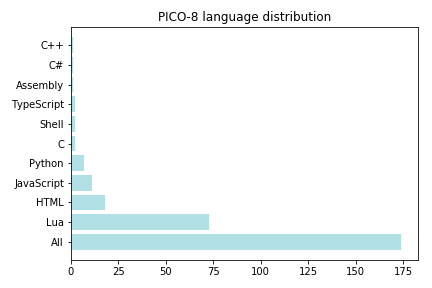 PICO-8 language distribution
C++
C#
Assembly
TypeScript
Shell
C
Python
JavaScript
HTML
Lua
All
0 25 50 75 100 125 150 175